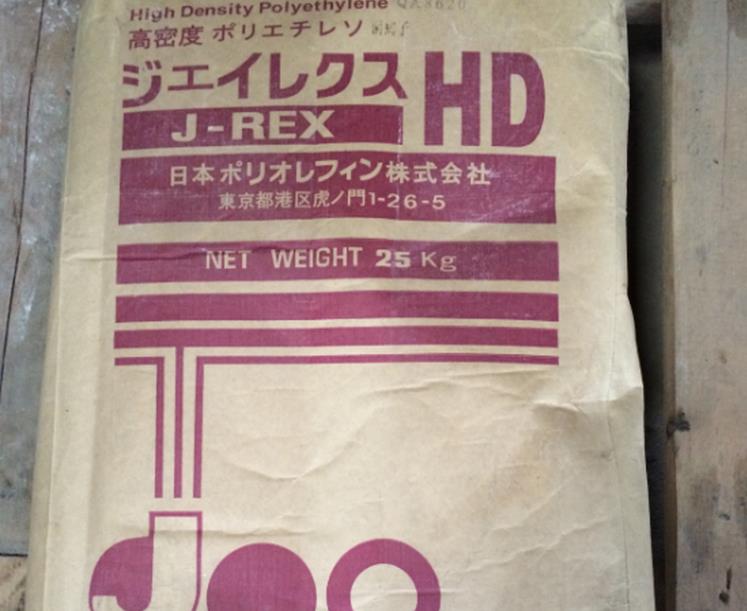 High Density Polyethylene
高密度 ポリエチレン
ジエイレクス HD
J-REX
日本ポリオレフィン株式会社
東京都港区虎ノ門1-26-5
NET WEIGHT 25 Kg